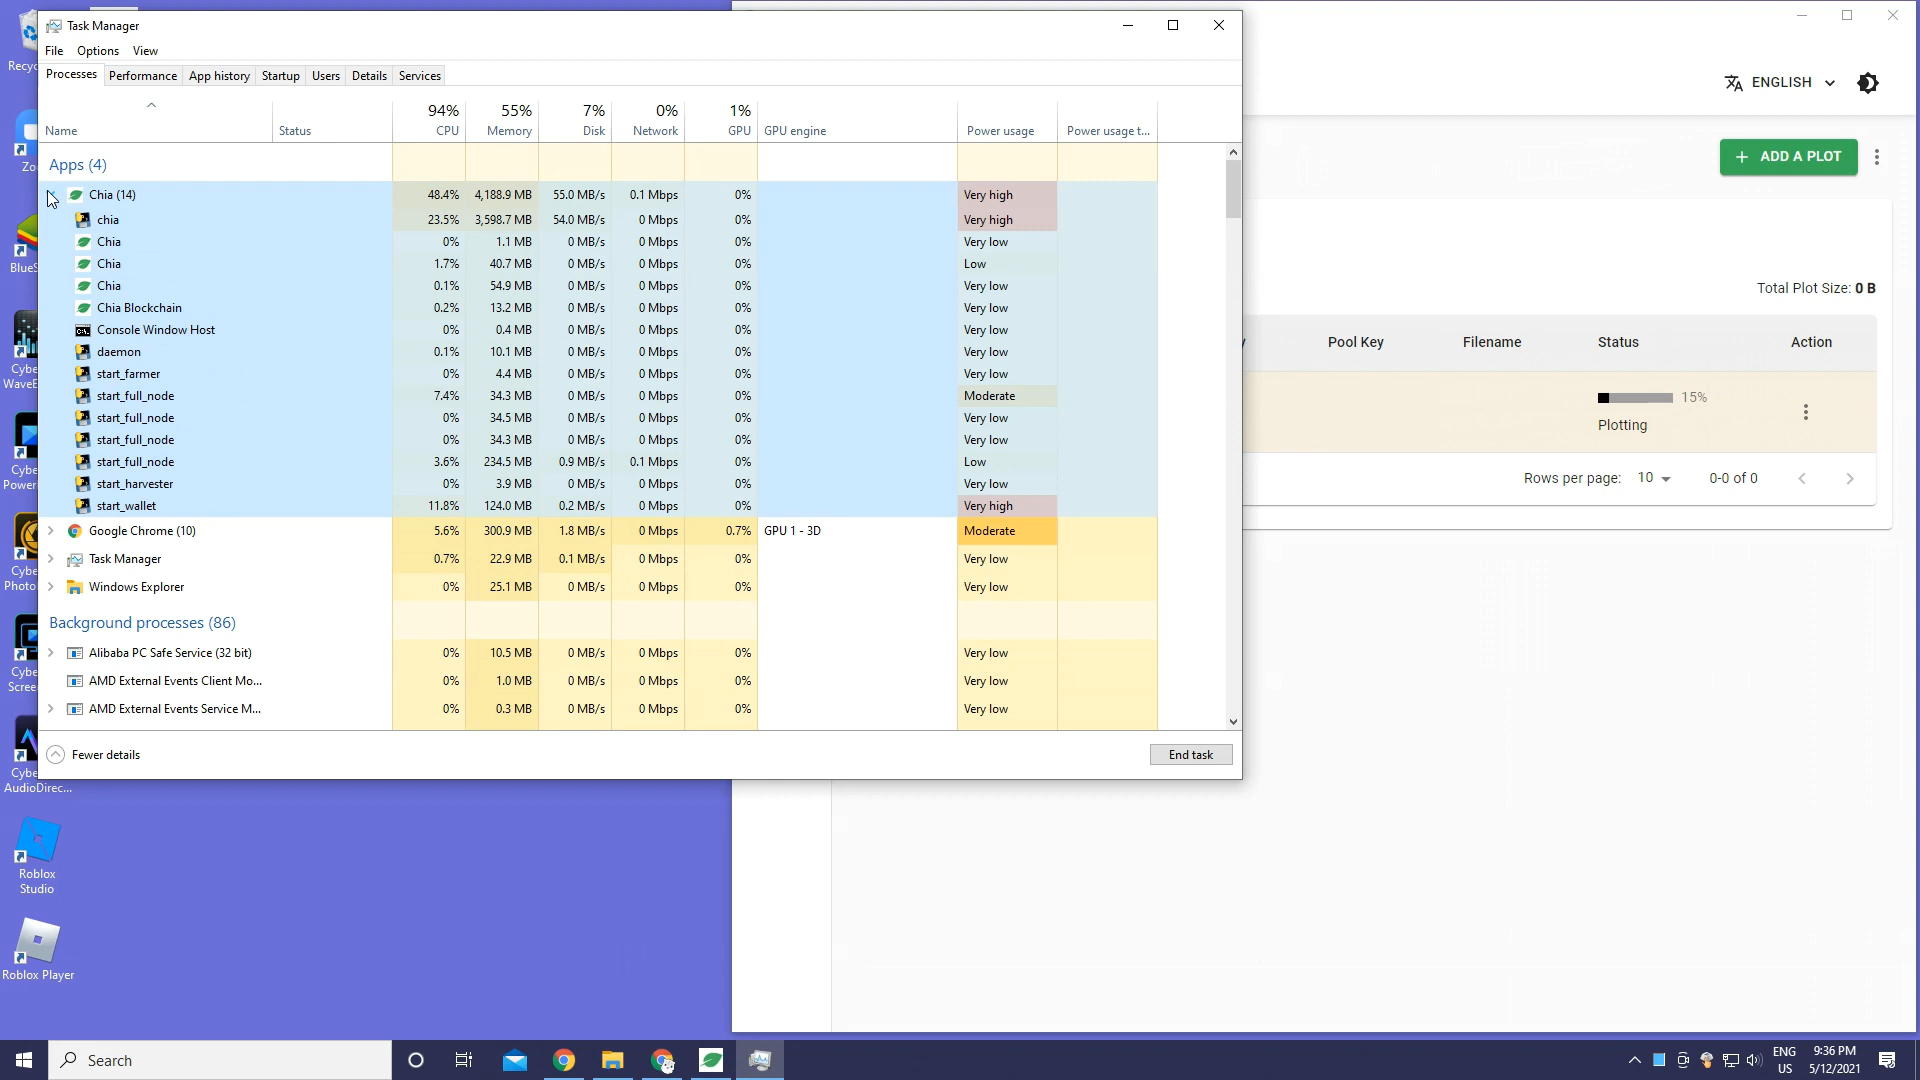 Task Manager
File Options View
Processes Performance App history Startup Users Details Services
94% 55% 7% 0% 1%
Name Status CPU Memory Disk Network GPU GPU engine Power usage Power usage t...
Apps (4)
Chia (14) 48.4% 4,188.9 MB 55.0 MB/s 0.1 Mbps 0% Very high
chia 23.5% 3,598.7 MB 54.0 MB/s 0 Mbps 0% Very high
Chia 0% 1.1 MB 0 MB/s 0 Mbps 0% Very low
Chia 1.7% 40.7 MB 0 MB/s 0 Mbps 0% Low
Chia 0.1% 54.9 MB 0 MB/s 0 Mbps 0% Very low
Chia Blockchain 0.2% 13.2 MB 0 MB/s 0 Mbps 0% Very low
Console Window Host 0% 0.4 MB 0 MB/s 0 Mbps 0% Very low
daemon 0.1% 10.1 MB 0 MB/s 0 Mbps 0% Very low
start_farmer 0% 4.4 MB 0 MB/s 0 Mbps 0% Very low
start_full_node 7.4% 34.3 MB 0 MB/s 0 Mbps 0% Moderate
start_full_node 0% 34.5 MB 0 MB/s 0 Mbps 0% Very low
start_full_node 0% 34.3 MB 0 MB/s 0 Mbps 0% Very low
start_full_node 3.6% 234.5 MB 0.9 MB/s 0.1 Mbps 0% Low
start_harvester 0% 3.9 MB 0 MB/s 0 Mbps 0% Very low
start_wallet 11.8% 124.0 MB 0.2 MB/s 0 Mbps 0% Very high
Google Chrome (10) 5.6% 300.9 MB 1.8 MB/s 0 Mbps 0.7% GPU 1 - 3D Moderate
Task Manager 0.7% 22.9 MB 0.1 MB/s 0 Mbps 0% Very low
Windows Explorer 0% 25.1 MB 0 MB/s 0 Mbps 0% Very low
Background processes (86)
Alibaba PC Safe Service (32 bit) 0% 10.5 MB 0 MB/s 0 Mbps 0% Very low
AMD External Events Client Mo... 0% 1.0 MB 0 MB/s 0 Mbps 0% Very low
AMD External Events Service M... 0% 0.3 MB 0 MB/s 0 Mbps 0% Very low
Fewer details
End task
ENGLISH
+ ADD A PLOT
Total Plot Size: 0 B
Pool Key Filename Status Action
15%
Plotting
Rows per page: 10 0-0 of 0
Recyc
Zo
BlueS
Cybe
WaveE
Cybe
Poweri
Cybe
Photo
Cybe
Screen
Cybe
AudioDirec...
Roblox
Studio
Roblox Player
Search
ENG
US
9:36 PM
5/12/2021